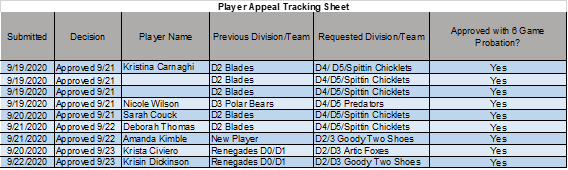 Player Appeal Tracking Sheet
Submitted Decision Player Name Previous Division/Team Requested Division/Team Approved with 6 Game Probation?
9/19/2020 Approved 9/21 Kristina Carnaghi D2 Blades D4/ D5/Spittin Chicklets Yes
9/19/2020 Approved 9/21 D2 Blades D4/D5/Spittin Chicklets Yes
9/19/2020 Approved 9/21 D2 Blades D4/D5/Spittin Chicklets Yes
9/19/2020 Approved 9/21 Nicole Wilson D3 Polar Bears D4/D5 Predators Yes
9/20/2020 Approved 9/21 Sarah Couck D2 Blades D4/D5/Spittin Chicklets Yes
9/21/2020 Approved 9/22 Deborah Thomas D2 Blades D4/D5/Spittin Chicklets Yes
9/21/2020 Approved 9/22 Amanda Kimble New Player D2/3 Goody Two Shoes Yes
9/20/2020 Approved 9/23 Krista Civiero Renegades D0/D1 D2/D3 Artic Foxes Yes
9/22/2020 Approved 9/23 Krisin Dickinson Renegades D0/D1 D2/D3 Goody Two Shoes Yes